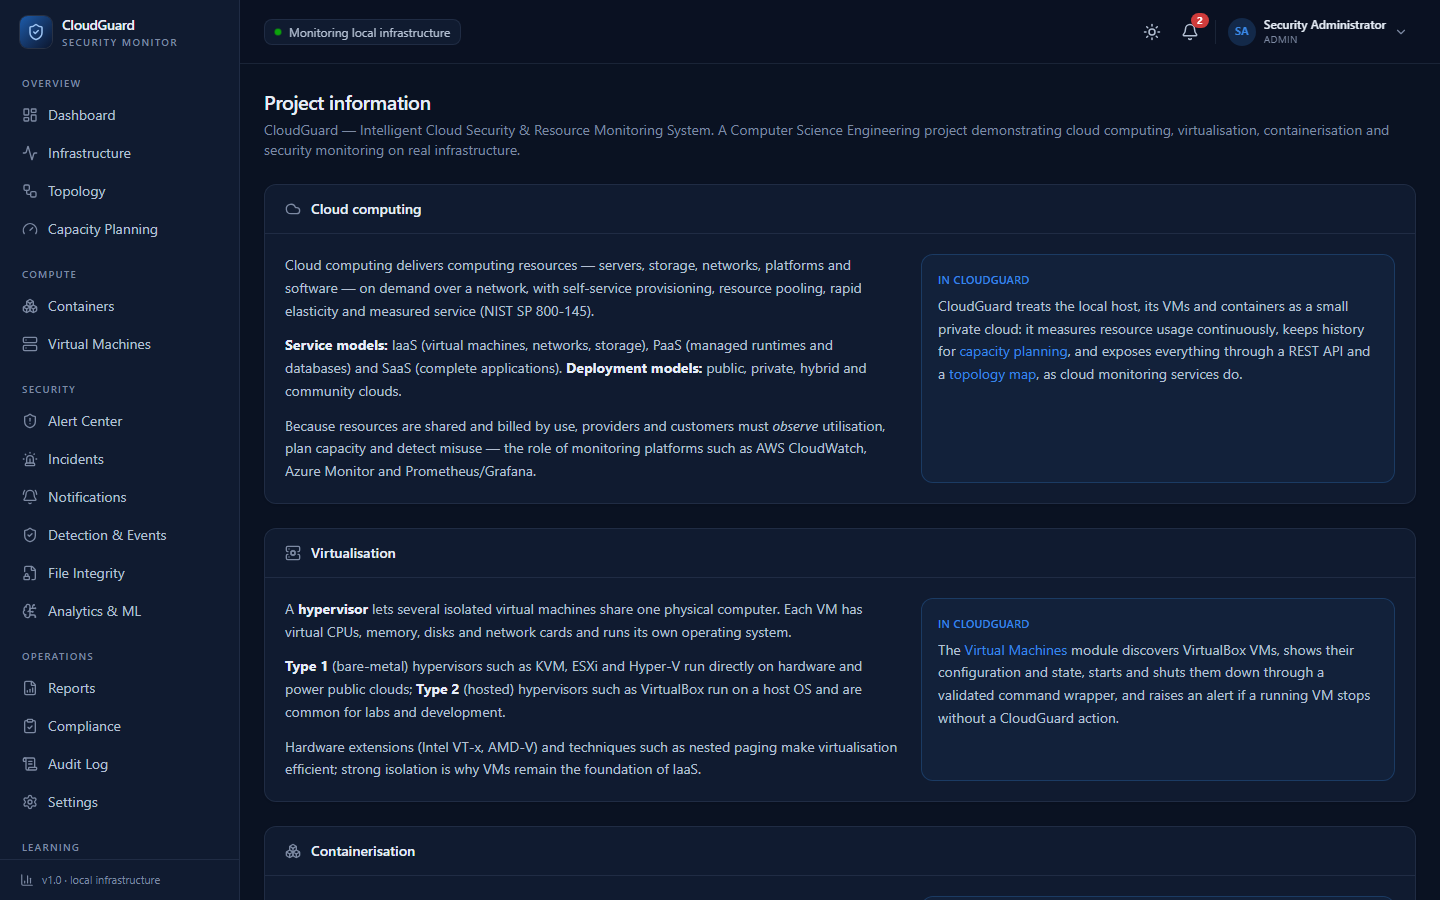 CloudGuard
SECURITY MONITOR
OVERVIEW
Dashboard
Infrastructure
Topology
Capacity Planning
COMPUTE
Containers
Virtual Machines
SECURITY
Alert Center
Incidents
Notifications
Detection & Events
File Integrity
Analytics & ML
OPERATIONS
Reports
Compliance
Audit Log
Settings
LEARNING
v1.0 · local infrastructure
Monitoring local infrastructure
2
SA
Security Administrator
ADMIN
Project information
CloudGuard — Intelligent Cloud Security & Resource Monitoring System. A Computer Science Engineering project demonstrating cloud computing, virtualisation, containerisation and
security monitoring on real infrastructure.
Cloud computing
Cloud computing delivers computing resources — servers, storage, networks, platforms and
software — on demand over a network, with self-service provisioning, resource pooling, rapid
elasticity and measured service (NIST SP 800-145).
Service models: IaaS (virtual machines, networks, storage), PaaS (managed runtimes and
databases) and SaaS (complete applications). Deployment models: public, private, hybrid and
community clouds.
Because resources are shared and billed by use, providers and customers must observe utilisation,
plan capacity and detect misuse — the role of monitoring platforms such as AWS CloudWatch,
Azure Monitor and Prometheus/Grafana.
IN CLOUDGUARD
CloudGuard treats the local host, its VMs and containers as a small
private cloud: it measures resource usage continuously, keeps history
for capacity planning, and exposes everything through a REST API and
a topology map, as cloud monitoring services do.
Virtualisation
A hypervisor lets several isolated virtual machines share one physical computer. Each VM has
virtual CPUs, memory, disks and network cards and runs its own operating system.
Type 1 (bare-metal) hypervisors such as KVM, ESXi and Hyper-V run directly on hardware and
power public clouds; Type 2 (hosted) hypervisors such as VirtualBox run on a host OS and are
common for labs and development.
Hardware extensions (Intel VT-x, AMD-V) and techniques such as nested paging make virtualisation
efficient; strong isolation is why VMs remain the foundation of IaaS.
IN CLOUDGUARD
The Virtual Machines module discovers VirtualBox VMs, shows their
configuration and state, starts and shuts them down through a
validated command wrapper, and raises an alert if a running VM stops
without a CloudGuard action.
Containerisation